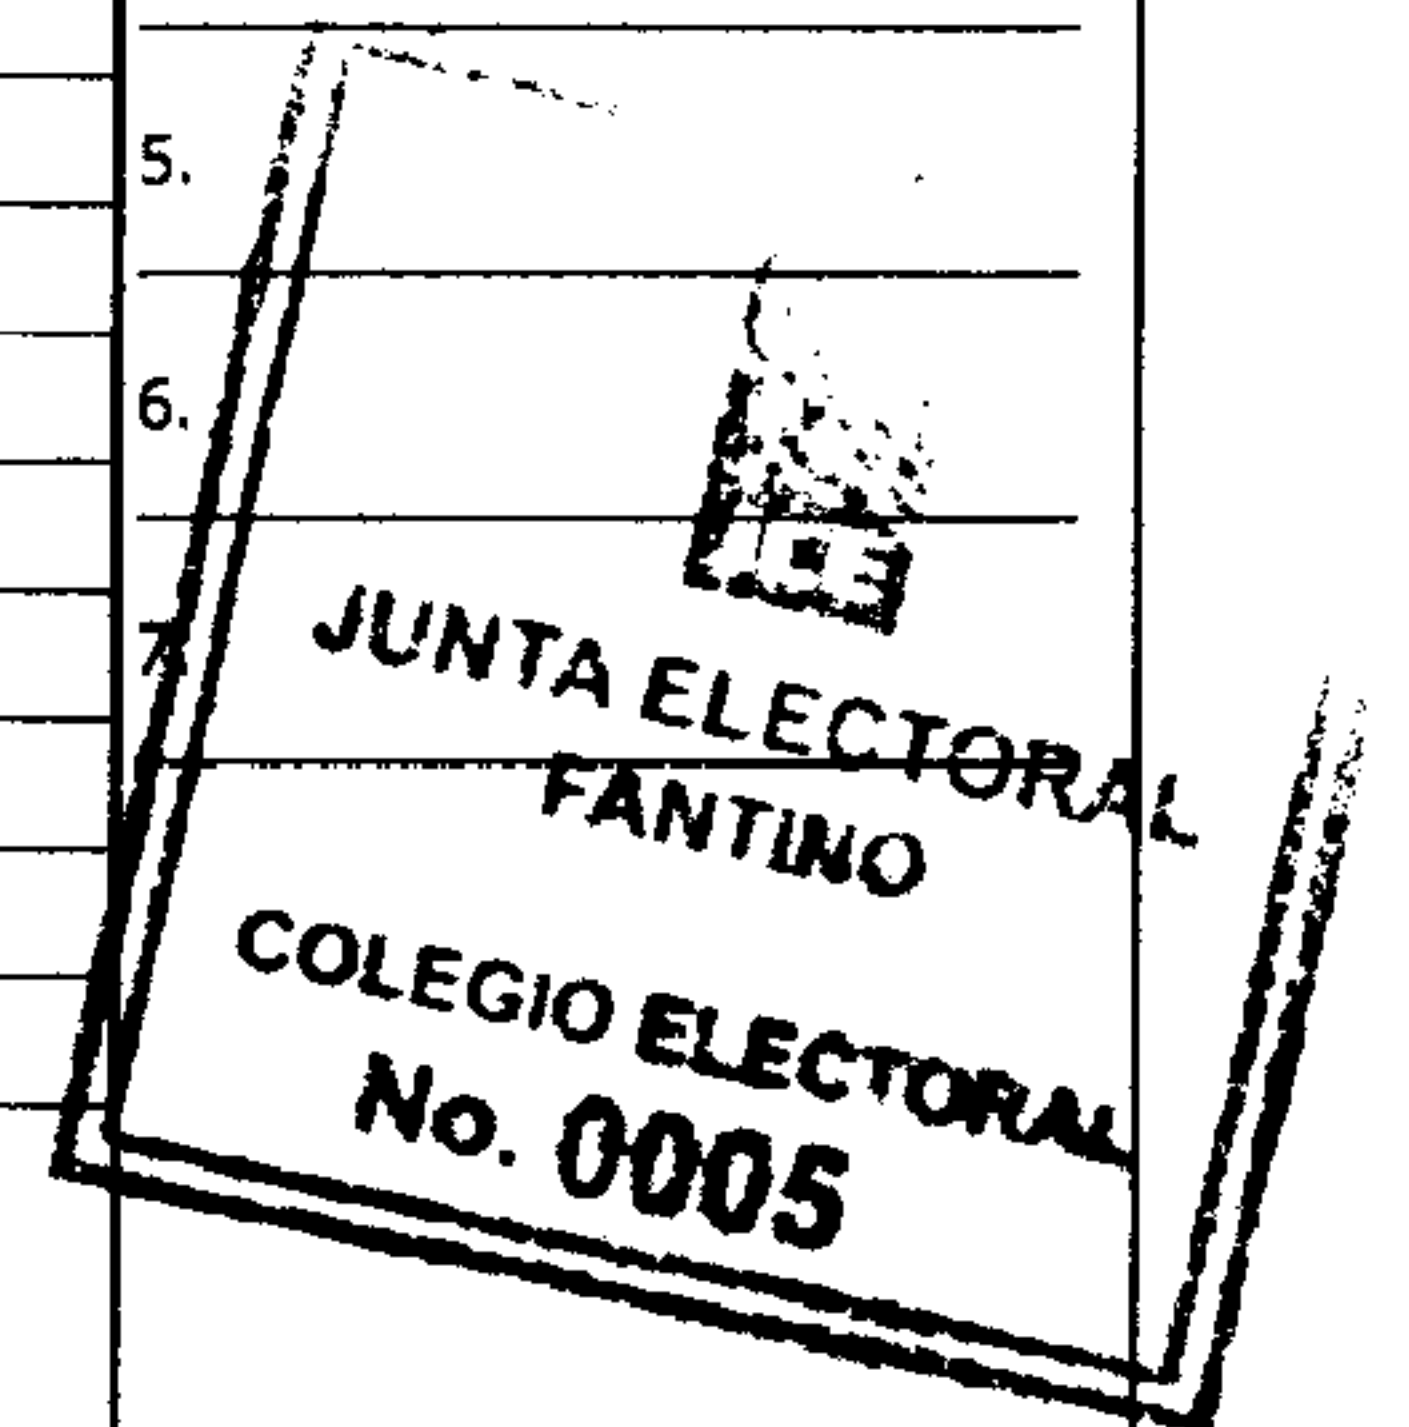 5.
6.
7.
JUNTA ELECTORAL
FANTINO
COLEGIO ELECTORAL
No. 0005